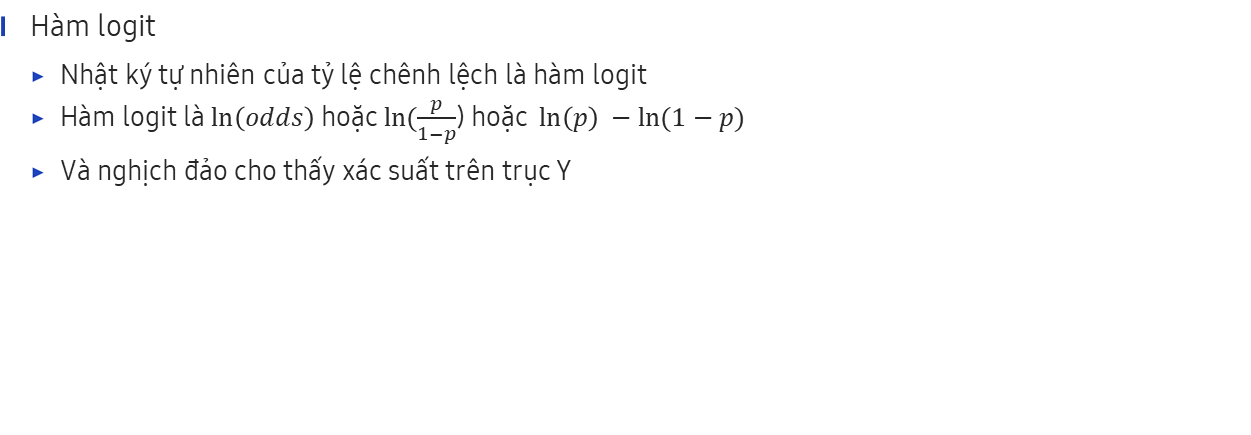 Hàm logit
► Nhật ký tự nhiên của tỷ lệ chênh lệch là hàm logit
► Hàm logit là ln(odds) hoặc ln(p/1−p) hoặc ln(p) − ln(1 − p)
► Và nghịch đảo cho thấy xác suất trên trục Y